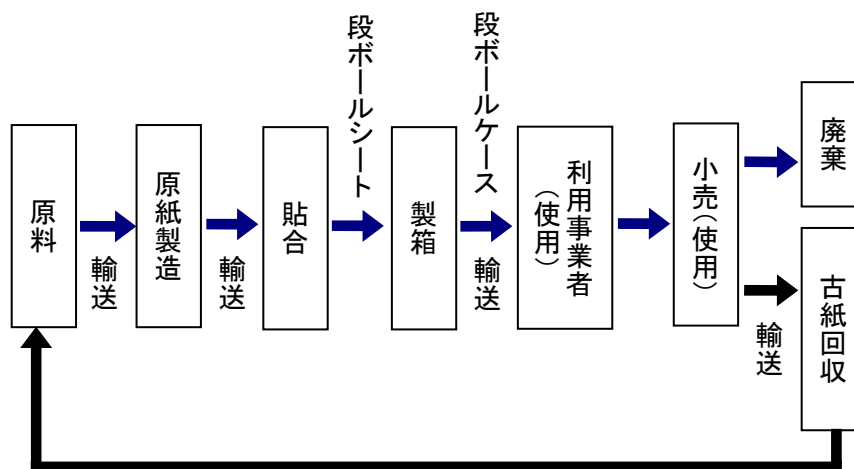 原料
輸送
原紙製造
輸送
貼合
段ボールシート
製箱
段ボールケース
輸送
利用事業者
（使用）
小売（使用）
廃棄
輸送
古紙回収